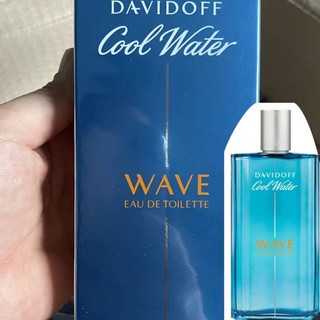 DAVIDOFF
Cool Water
WAVE
EAU DE TOILETTE
DAVIDOFF
Cool Water
WAVE